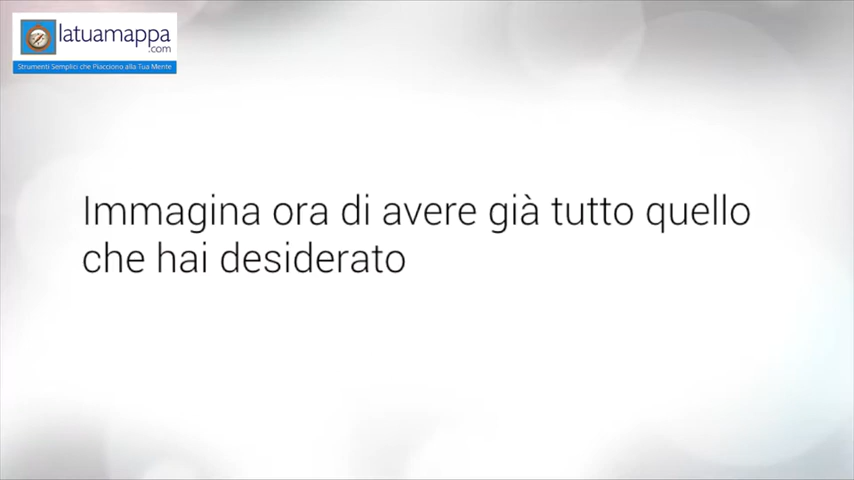 latuamappa
.com
Strumenti Semplici che Piacciono alla Tua Mente
Immagina ora di avere già tutto quello
che hai desiderato